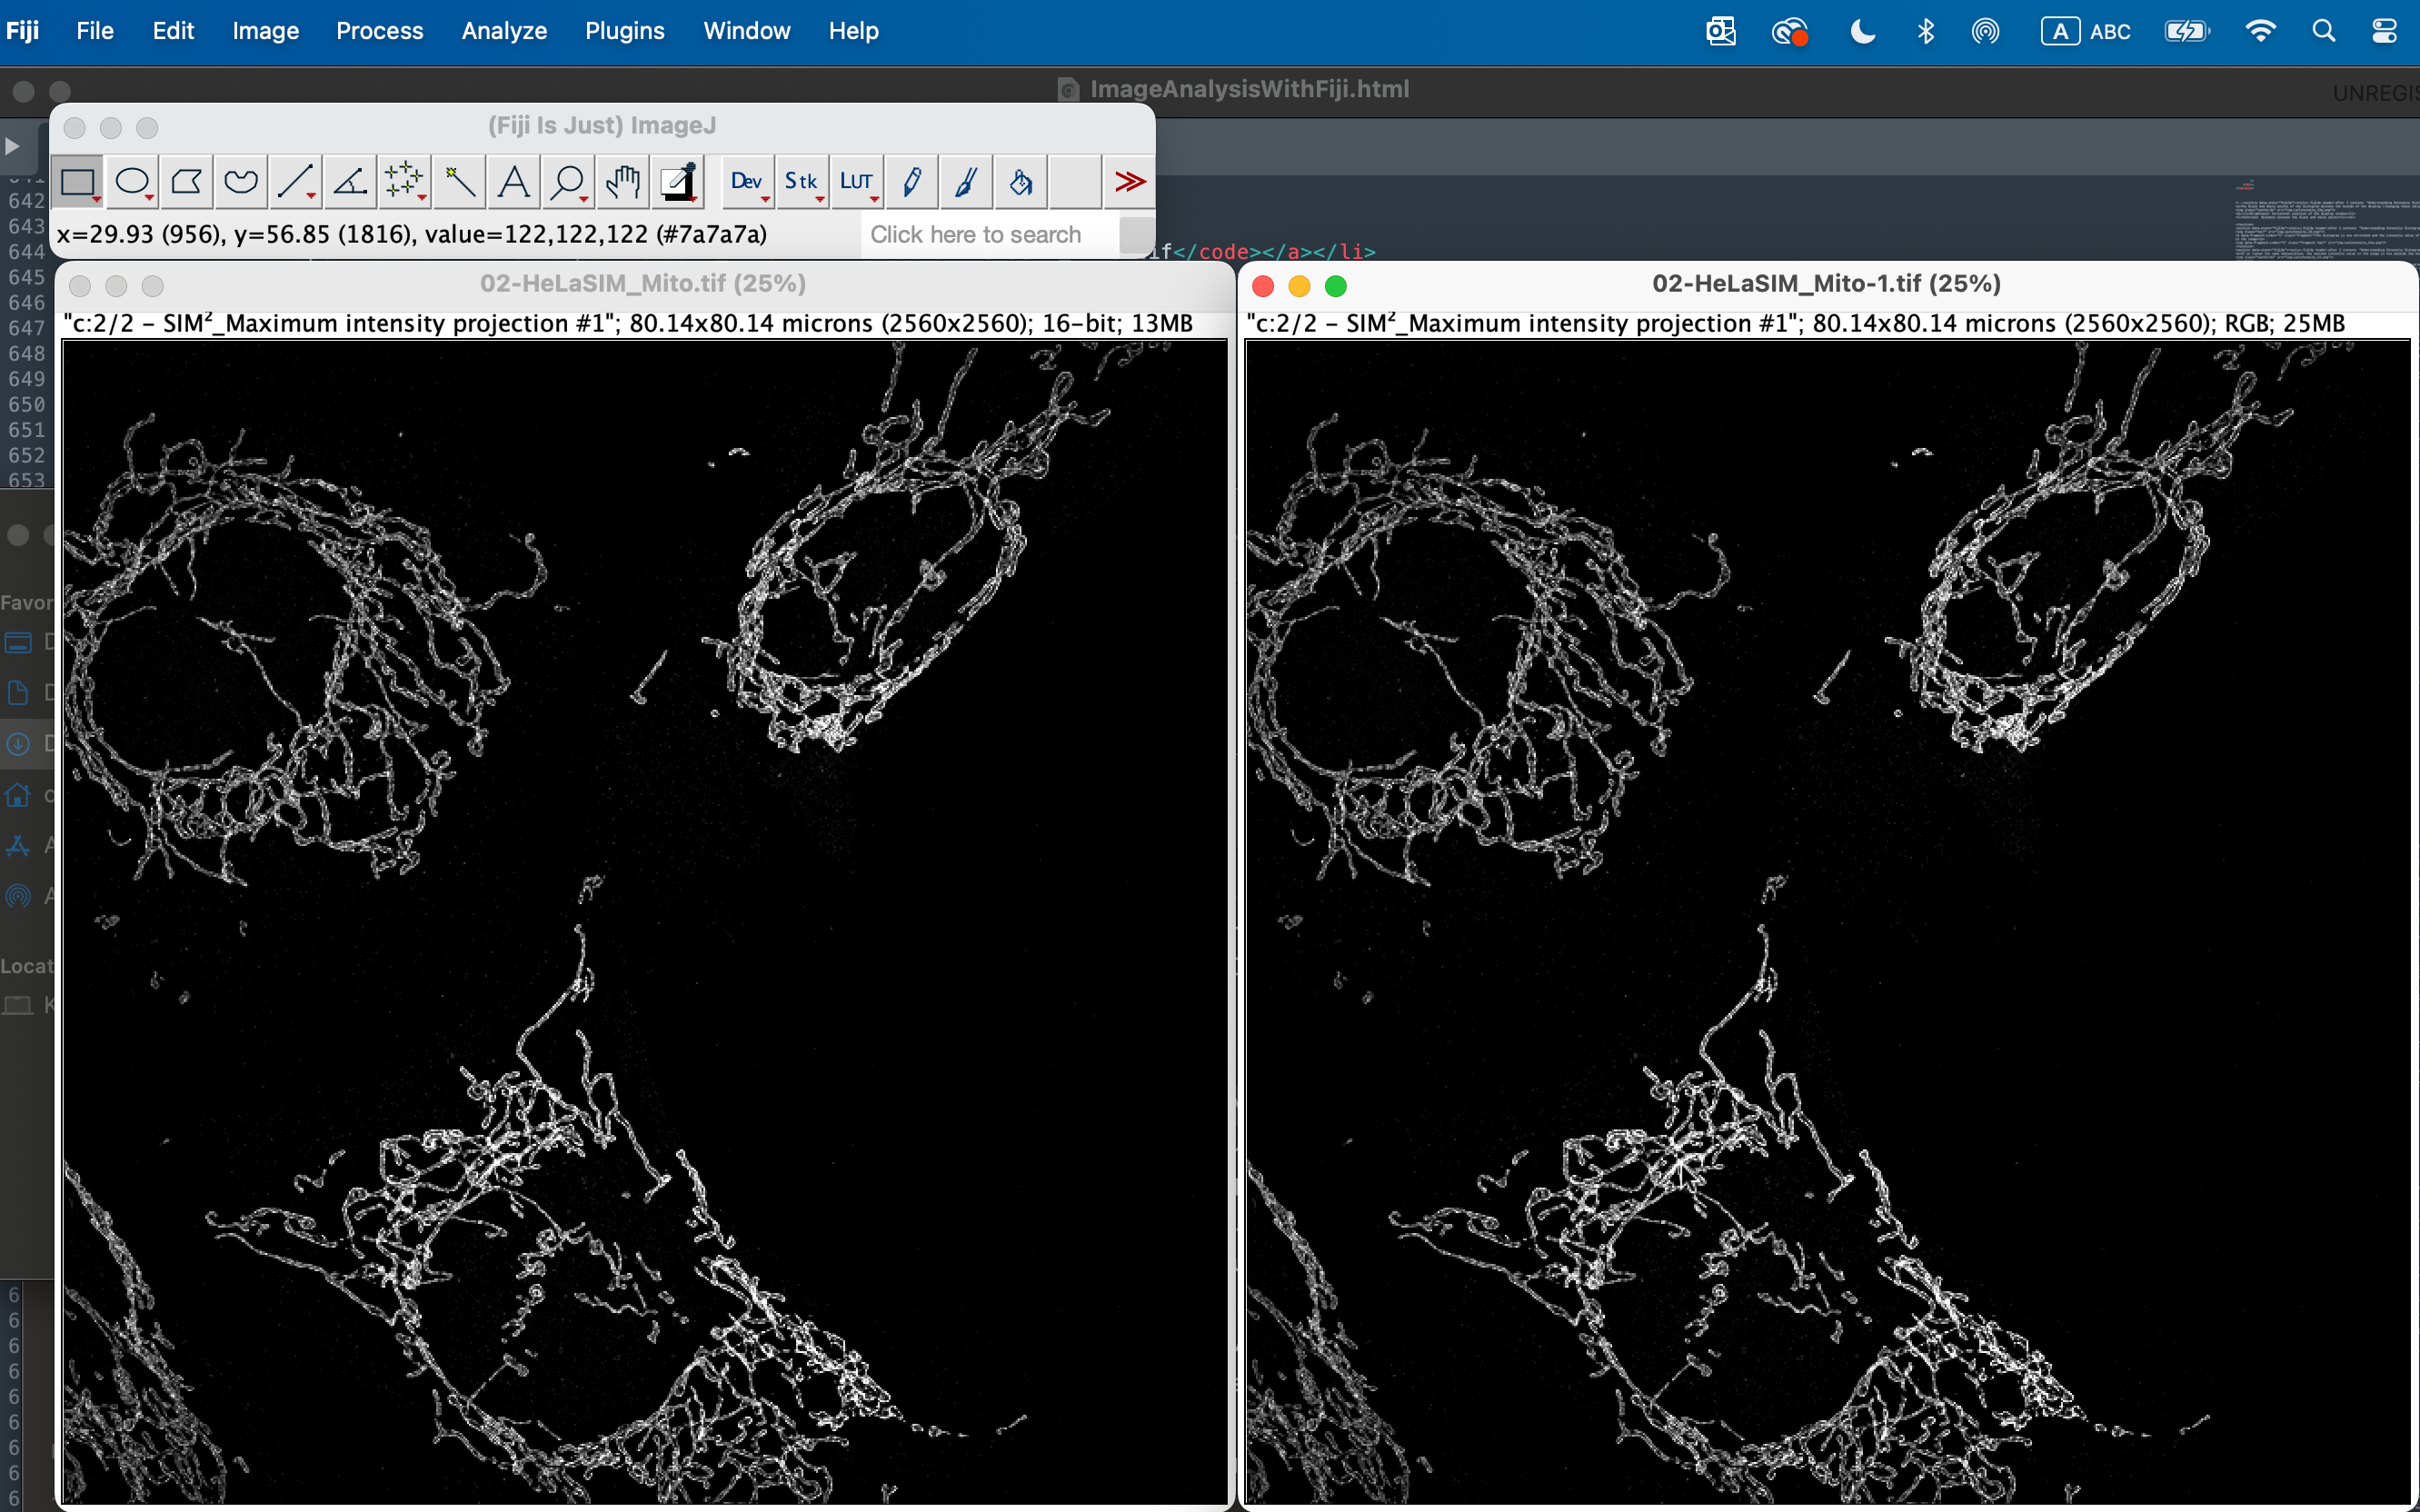 Fiji File Edit Image Process Analyze Plugins Window Help A ABC
ImageAnalysisWithFiji.html
(Fiji Is Just) ImageJ
Dev Stk LUT
x=29.93 (956), y=56.85 (1816), value=122,122,122 (#7a7a7a) Click here to search
642
643
644 if</code></a></li>
645
646
647
648
649
650
651
652
653
02-HeLaSIM_Mito.tif (25%)
"c:2/2 – SIM²_Maximum intensity projection #1"; 80.14x80.14 microns (2560x2560); 16-bit; 13MB
02-HeLaSIM_Mito-1.tif (25%)
"c:2/2 – SIM²_Maximum intensity projection #1"; 80.14x80.14 microns (2560x2560); RGB; 25MB
Favor
Locat